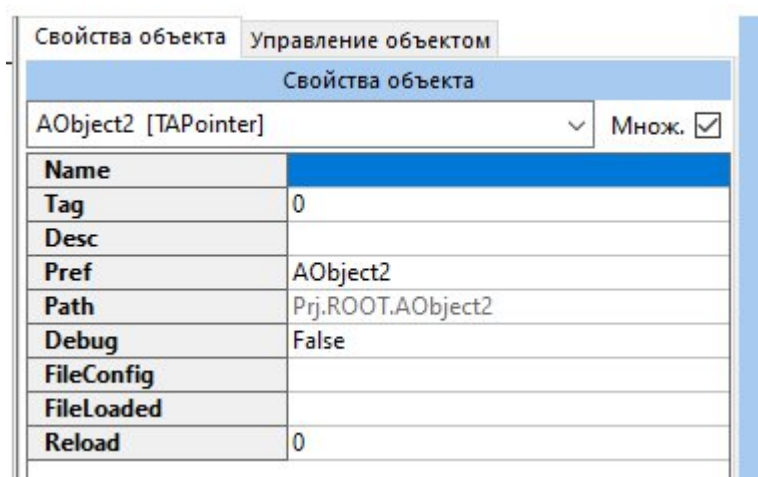 Свойства объекта Управление объектом
Свойства объекта
AObject2 [TAPointer] Множ.
Name
Tag 0
Desc
Pref AObject2
Path Prj.ROOT.AObject2
Debug False
FileConfig
FileLoaded
Reload 0